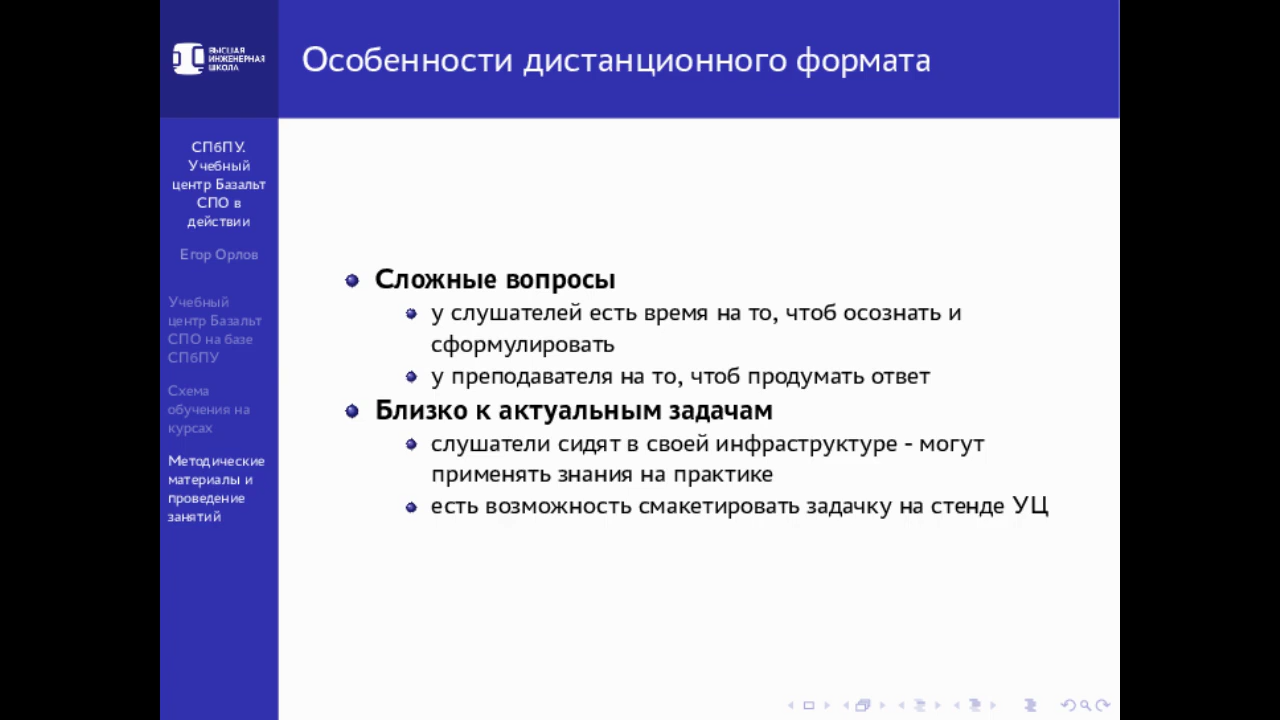 ВЫСШАЯ
ИНЖЕНЕРНАЯ
ШКОЛА
Особенности дистанционного формата
СПбПУ.
Учебный
центр Базальт
СПО в
действии
Егор Орлов
Учебный
центр Базальт
СПО на базе
СПбПУ
Схема
обучения на
курсах
Методические
материалы и
проведение
занятий
Сложные вопросы
у слушателей есть время на то, чтоб осознать и
сформулировать
у преподавателя на то, чтоб продумать ответ
Близко к актуальным задачам
слушатели сидят в своей инфраструктуре - могут
применять знания на практике
есть возможность смакетировать задачку на стенде УЦ